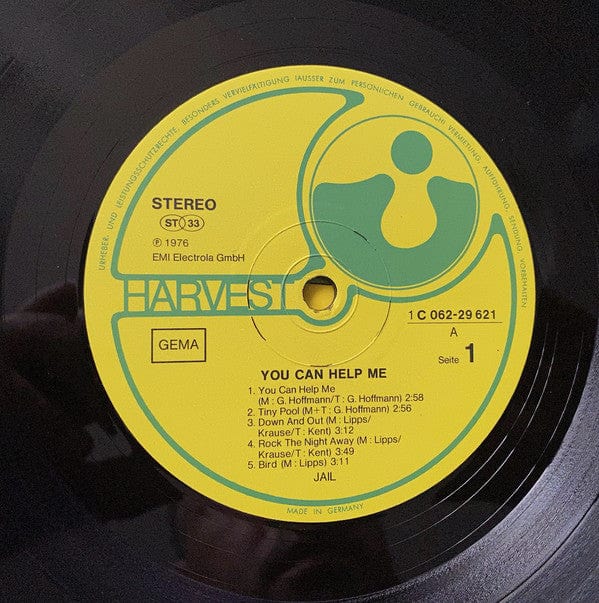 URHEBER- UND LEISTUNGSSCHUTZRECHTE, BESONDERS VERVIELFÄLTIGUNG (AUSSER ZUM PERSÖNLICHEN GEBRAUCH) VERMIETUNG, AUFFÜHRUNG, SENDUNG VORBEHALTEN
STEREO
ST 33
℗ 1976
EMI Electrola GmbH
HARVEST
1 C 062-29 621
A
GEMA
Seite 1
YOU CAN HELP ME
1. You Can Help Me
(M : G. Hoffmann/T : G. Hoffmann) 2:58
2. Tiny Pool (M+T : G. Hoffmann) 2:56
3. Down And Out (M : Lipps/
Krause/T : Kent) 3:12
4. Rock The Night Away (M : Lipps/
Krause/T : Kent) 3:49
5. Bird (M : Lipps) 3:11
JAIL
MADE IN GERMANY